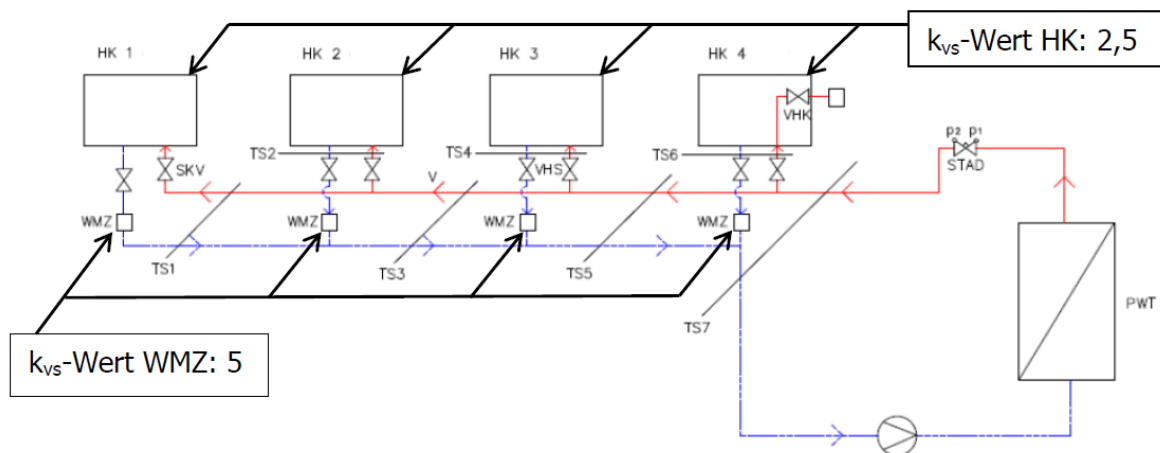 HK 1
HK 2
HK 3
HK 4
kvs-Wert HK: 2,5
VHK
TS2
TS4
TS6
SKV
VHS
p2 p1
STAD
V
WMZ
WMZ
WMZ
WMZ
TS1
TS3
TS5
TS7
PWT
kvs-Wert WMZ: 5